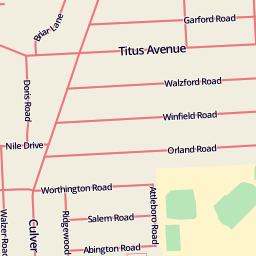 Garford Road
Briar Lane
Titus Avenue
Walzford Road
Doris Road
Winfield Road
Nile Drive
Orland Road
Worthington Road
Attleboro Road
Walzer Road
Culver
Ridgewood
Salem Road
Abington Road